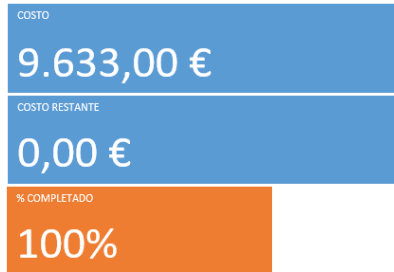 COSTO
9.633,00 €
COSTO RESTANTE
0,00 €
% COMPLETADO
100%